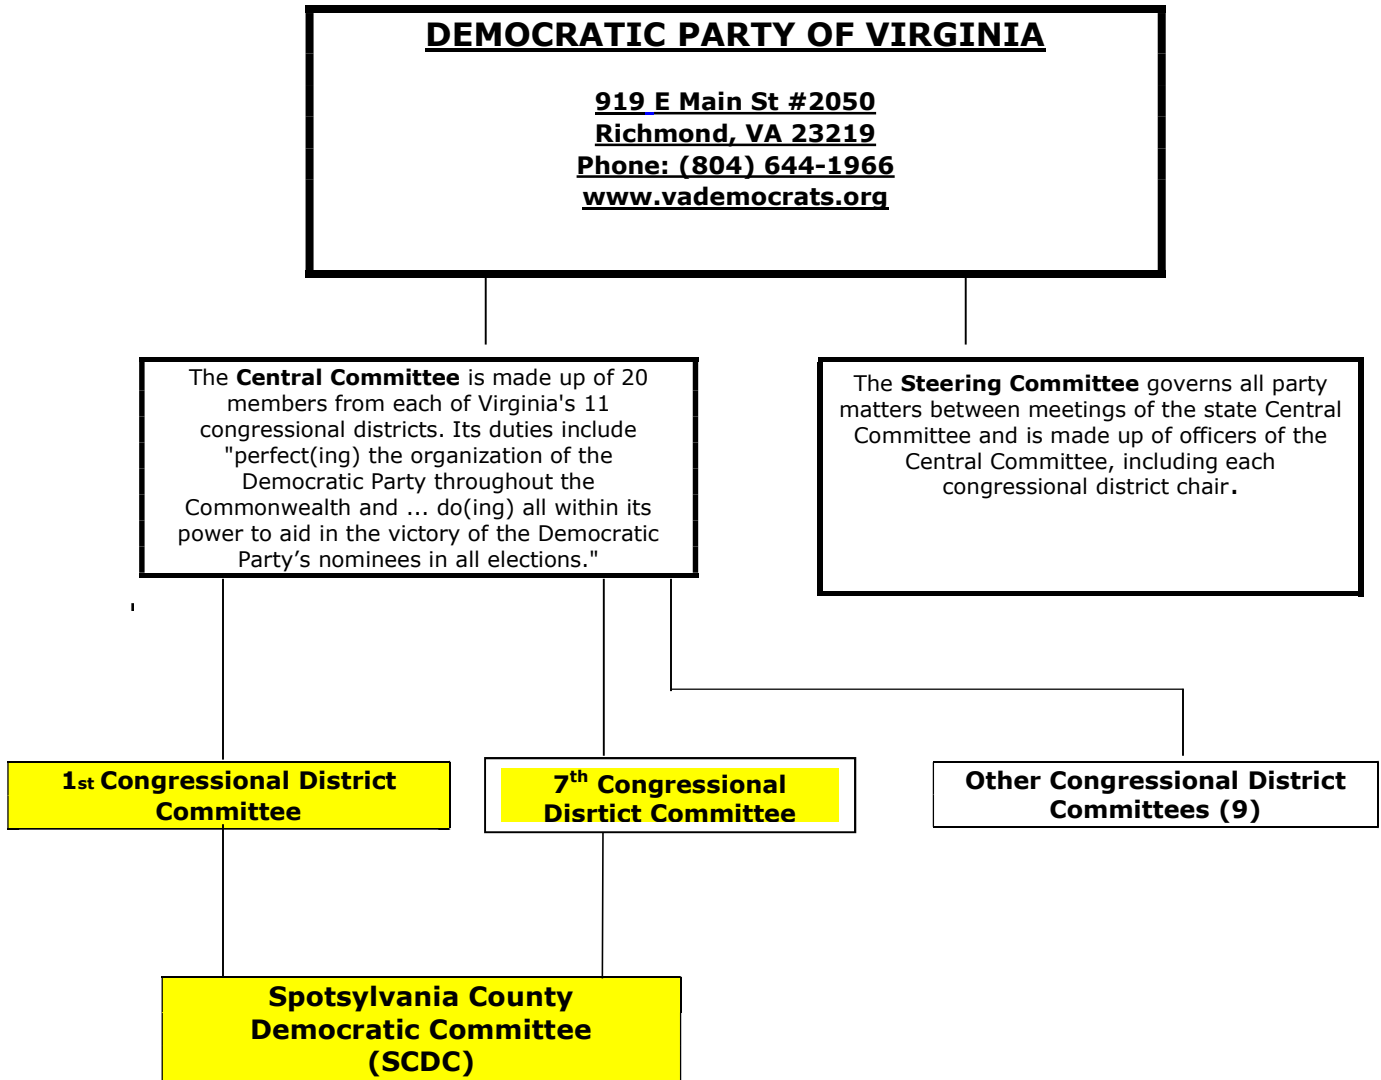 DEMOCRATIC PARTY OF VIRGINIA
919 E Main St #2050
Richmond, VA 23219
Phone: (804) 644-1966
www.vademocrats.org
The Central Committee is made up of 20
members from each of Virginia's 11
congressional districts. Its duties include
"perfect(ing) the organization of the
Democratic Party throughout the
Commonwealth and ... do(ing) all within its
power to aid in the victory of the Democratic
Party’s nominees in all elections."
The Steering Committee governs all party
matters between meetings of the state Central
Committee and is made up of officers of the
Central Committee, including each
congressional district chair.
1st Congressional District
Committee
7th Congressional
Disrtict Committee
Other Congressional District
Committees (9)
Spotsylvania County
Democratic Committee
(SCDC)